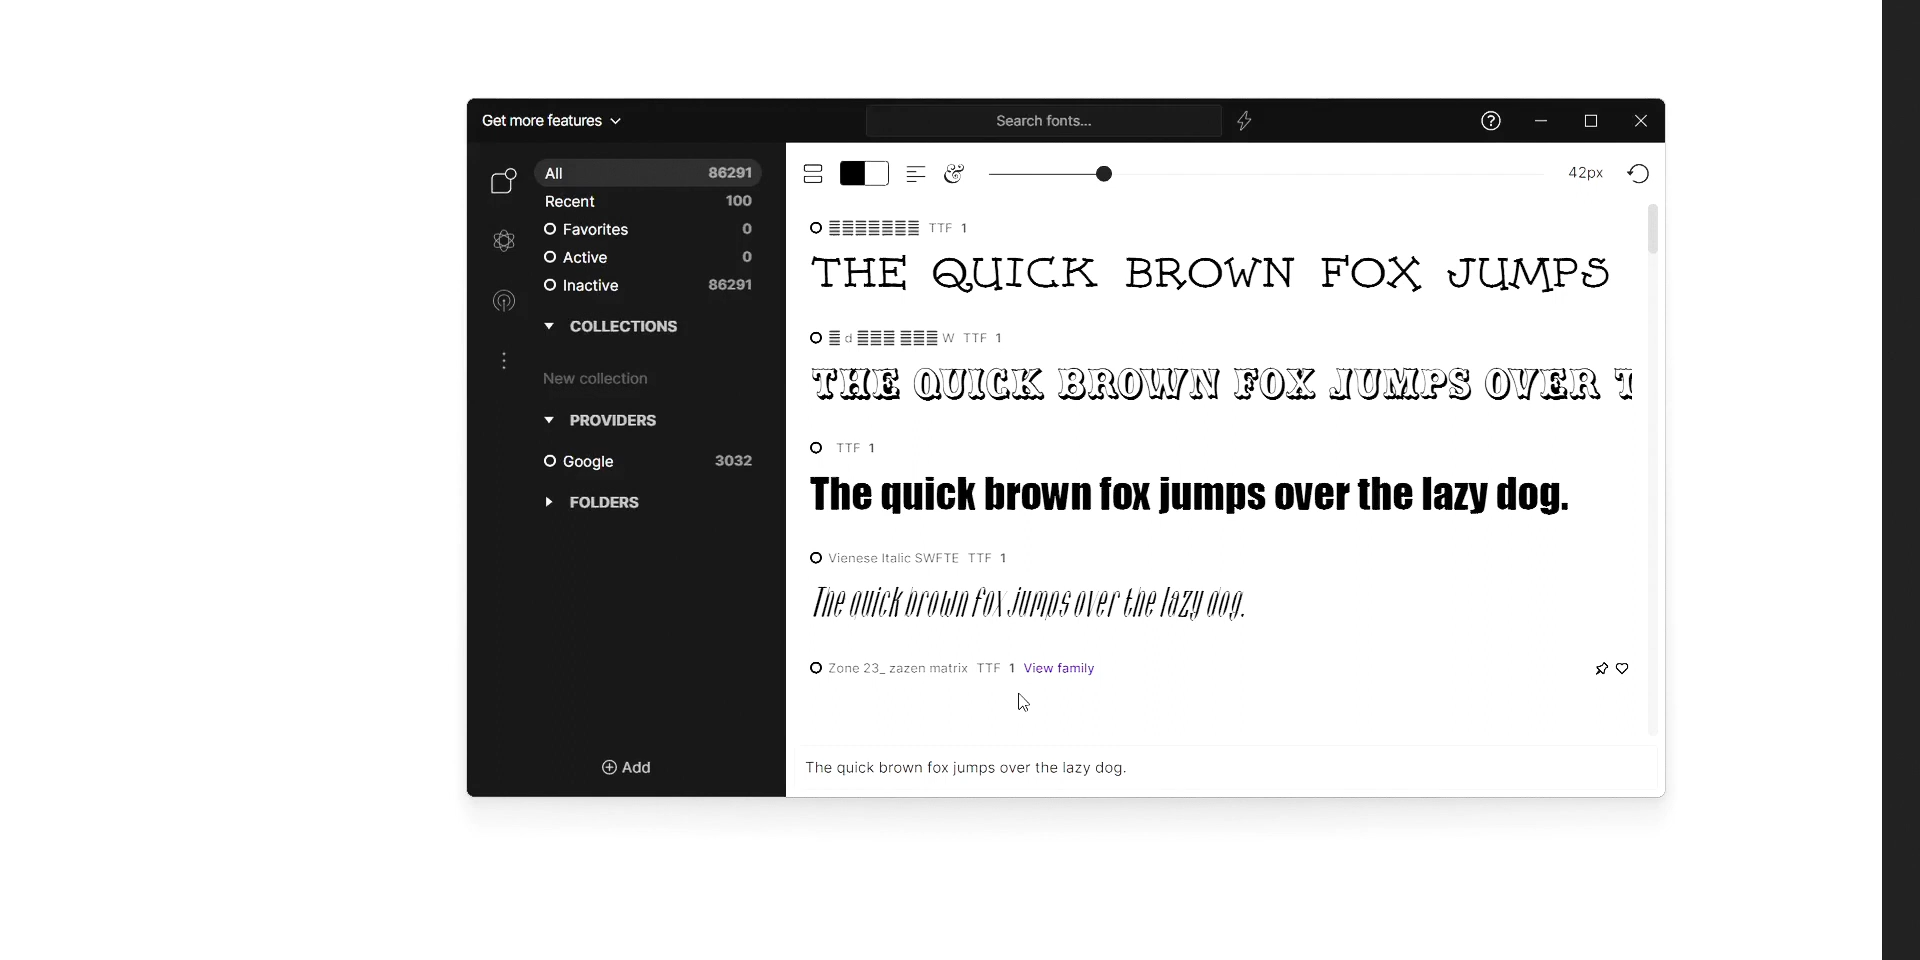 Get more features
Search fonts...
All 86291
Recent 100
Favorites 0
Active 0
Inactive 86291
COLLECTIONS
New collection
PROVIDERS
Google 3032
FOLDERS
Add
42px
TTF 1
THE QUICK BROWN FOX JUMPS
d W TTF 1
THE QUICK BROWN FOX JUMPS OVER T
TTF 1
The quick brown fox jumps over the lazy dog.
Vienese Italic SWFTE TTF 1
The quick brown fox jumps over the lazy dog.
Zone 23_ zazen matrix TTF 1 View family
The quick brown fox jumps over the lazy dog.